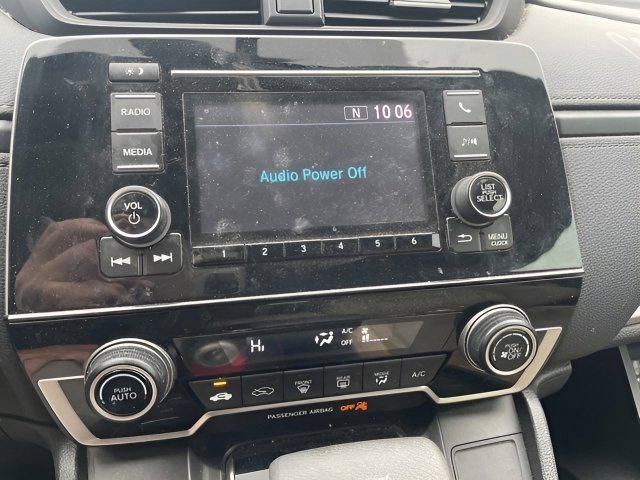 RADIO
MEDIA
VOL
N 10:06
Audio Power Off
LIST
PUSH
SELECT
MENU
CLOCK
1 2 3 4 5 6
HI
A/C
OFF
PUSH
AUTO
PUSH
ON/
OFF
FRONT
REAR
MODE
A/C
PASSENGER AIRBAG OFF